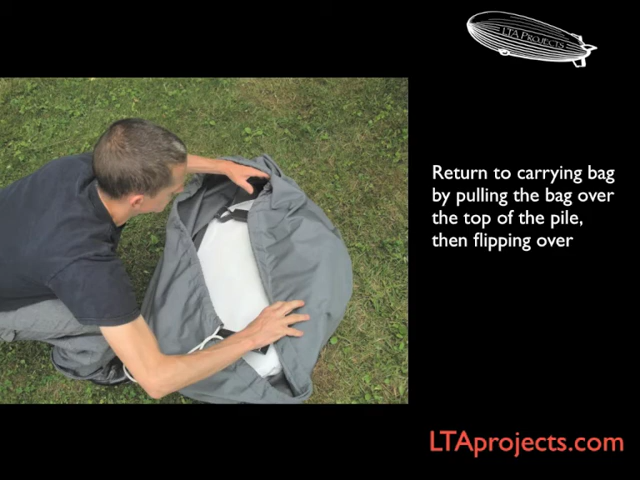 LTA PROJECTS
Return to carrying bag
by pulling the bag over
the top of the pile,
then flipping over
LTAprojects.com